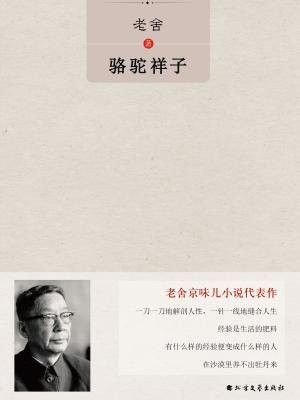 老舍
著
骆驼祥子
老舍京味儿小说代表作
一刀一刀地解剖人性，一针一线地缝合人生
经验是生活的肥料
有什么样的经验便变成什么样的人
在沙漠里养不出牡丹来
北方文艺出版社